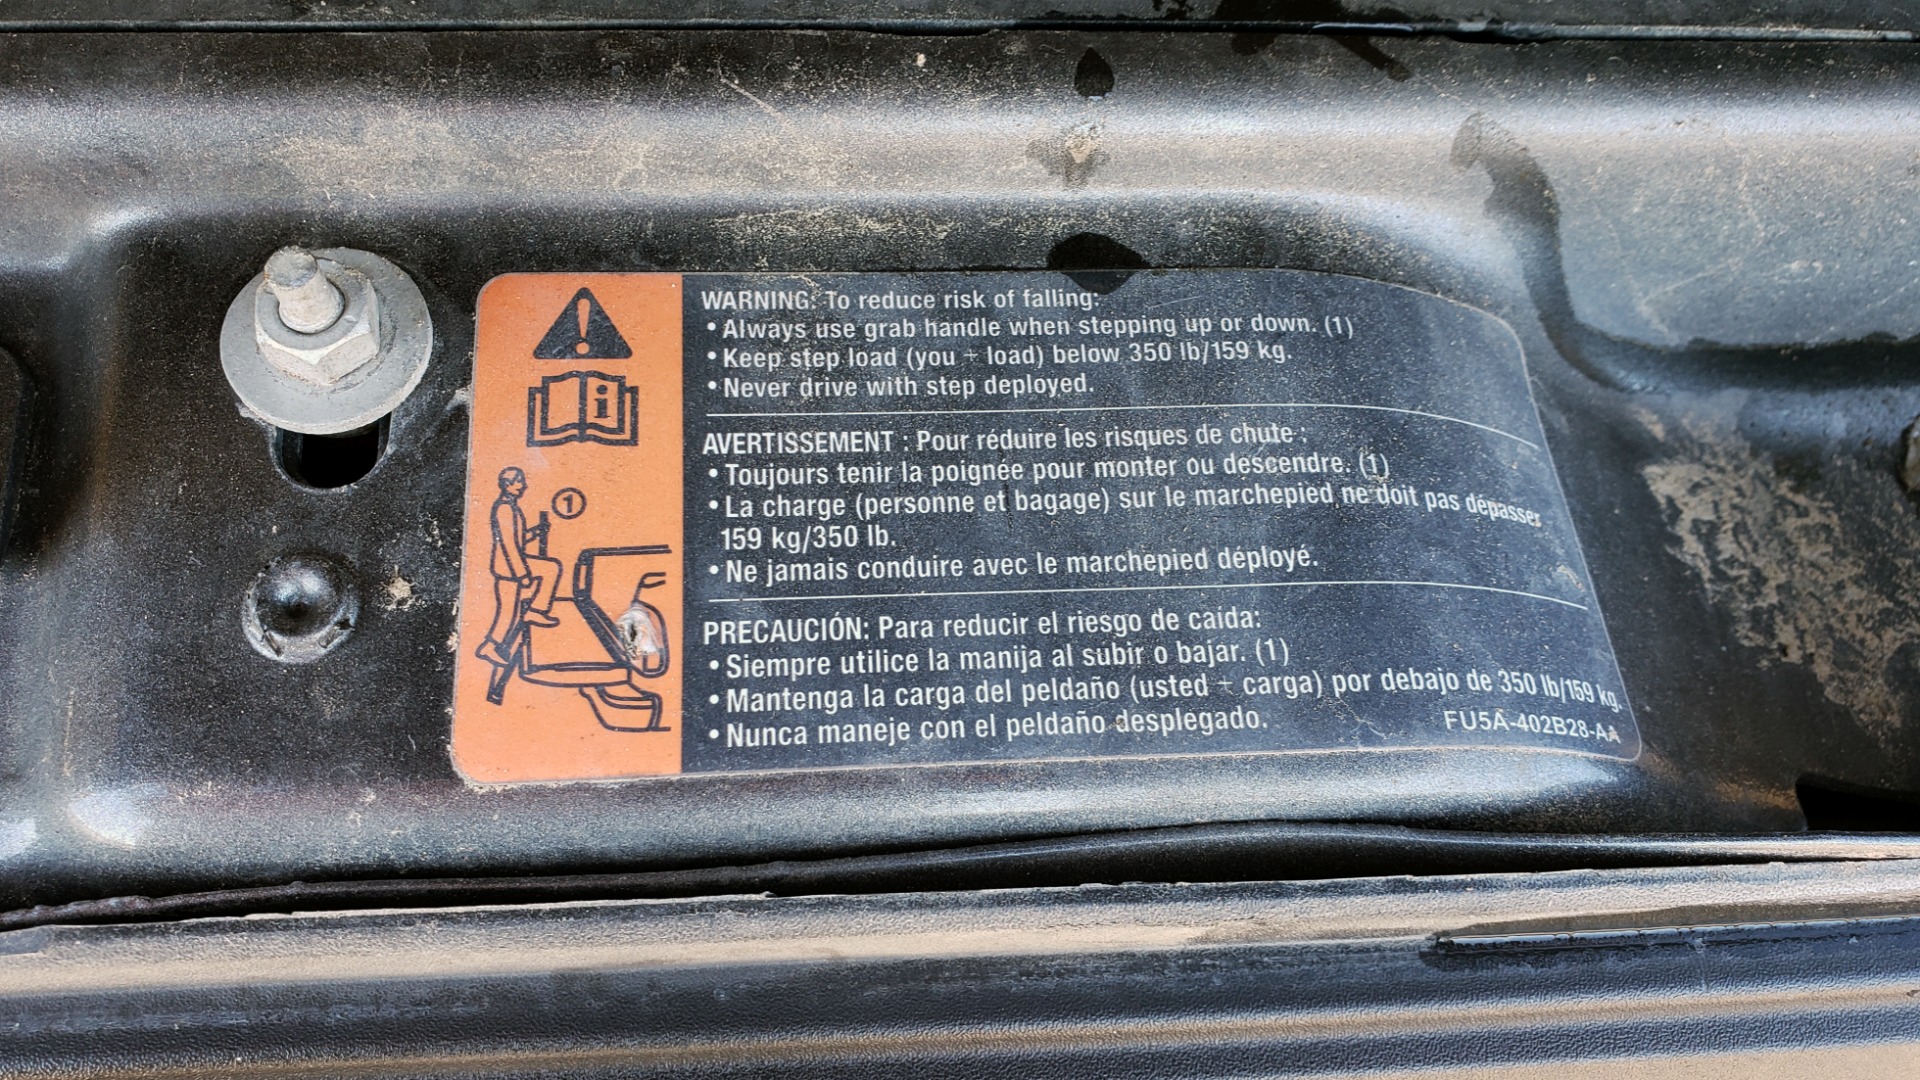 WARNING: To reduce risk of falling:
• Always use grab handle when stepping up or down. (1)
• Keep step load (you + load) below 350 lb/159 kg.
• Never drive with step deployed.
AVERTISSEMENT : Pour réduire les risques de chute :
• Toujours tenir la poignée pour monter ou descendre. (1)
• La charge (personne et bagage) sur le marchepied ne doit pas dépasser
159 kg/350 lb.
• Ne jamais conduire avec le marchepied déployé.
PRECAUCIÓN: Para reducir el riesgo de caída:
• Siempre utilice la manija al subir o bajar. (1)
• Mantenga la carga del peldaño (usted + carga) por debajo de 350 lb/159 kg.
• Nunca maneje con el peldaño desplegado.
FU5A-402B28-AA
1